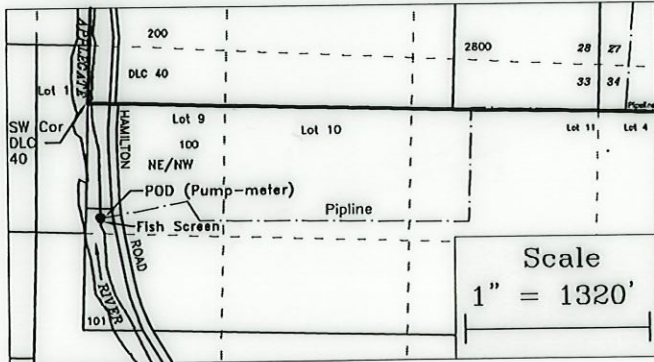 APPLEGATE
200
DLC 40
2800
28 27
33 34
Lot 1
SW Cor
DLC
40
HAMILTON
Lot 9
Lot 10
Lot 11
Lot 4
Pipeline
100
NE/NW
POD (Pump-meter)
Pipline
Fish Screen
ROAD
RIVER
101
Scale
1" = 1320'